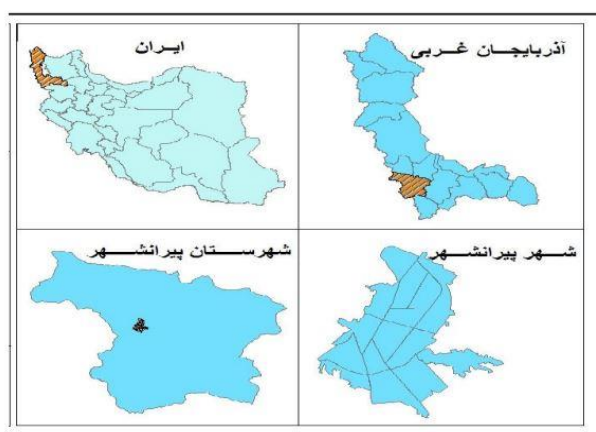 ایران
آذربایجان غربی
شهرستان پیرانشهر
شهر پیرانشهر